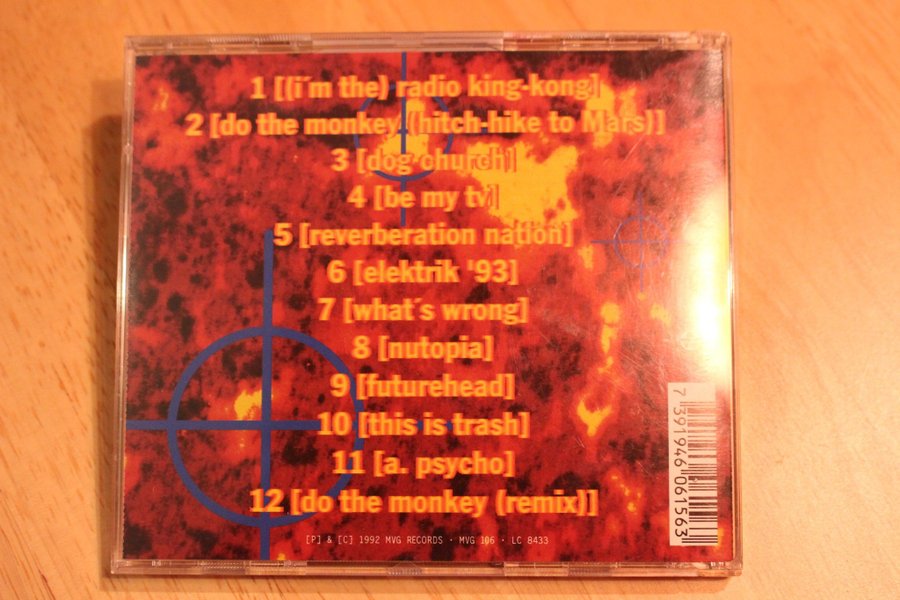 1 [(i´m the) radio king-kong]
2 [do the monkey (hitch-hike to Mars)]
3 [dog church]
4 [be my tv]
5 [reverberation nation]
6 [elektrik '93]
7 [what´s wrong]
8 [nutopia]
9 [futurehead]
10 [this is trash]
11 [a. psycho]
12 [do the monkey (remix)]
[P] & [C] 1992 MVG RECORDS · MVG 106 · LC 8433
7 391946 061563